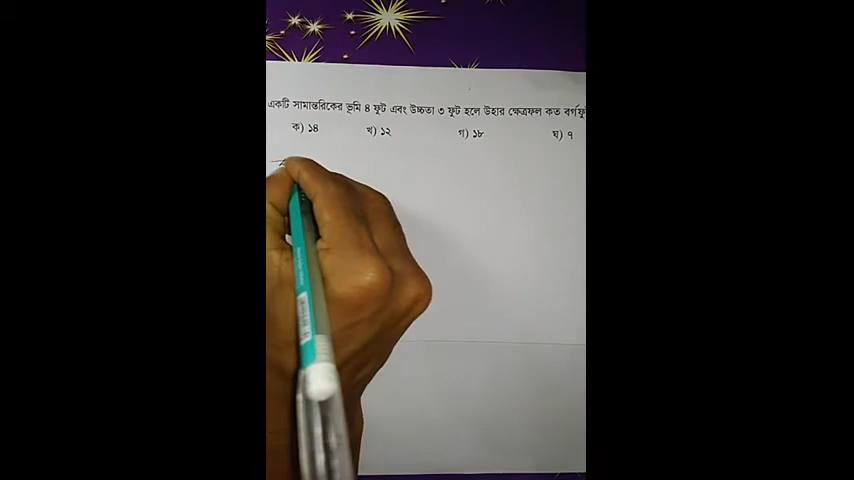 একটি সামান্তরিকের ভূমি ৪ ফুট এবং উচ্চতা ৩ ফুট হলে উহার ক্ষেত্রফল কত বর্গফু
ক) ১৪ খ) ১২ গ) ১৮ ঘ) ৭